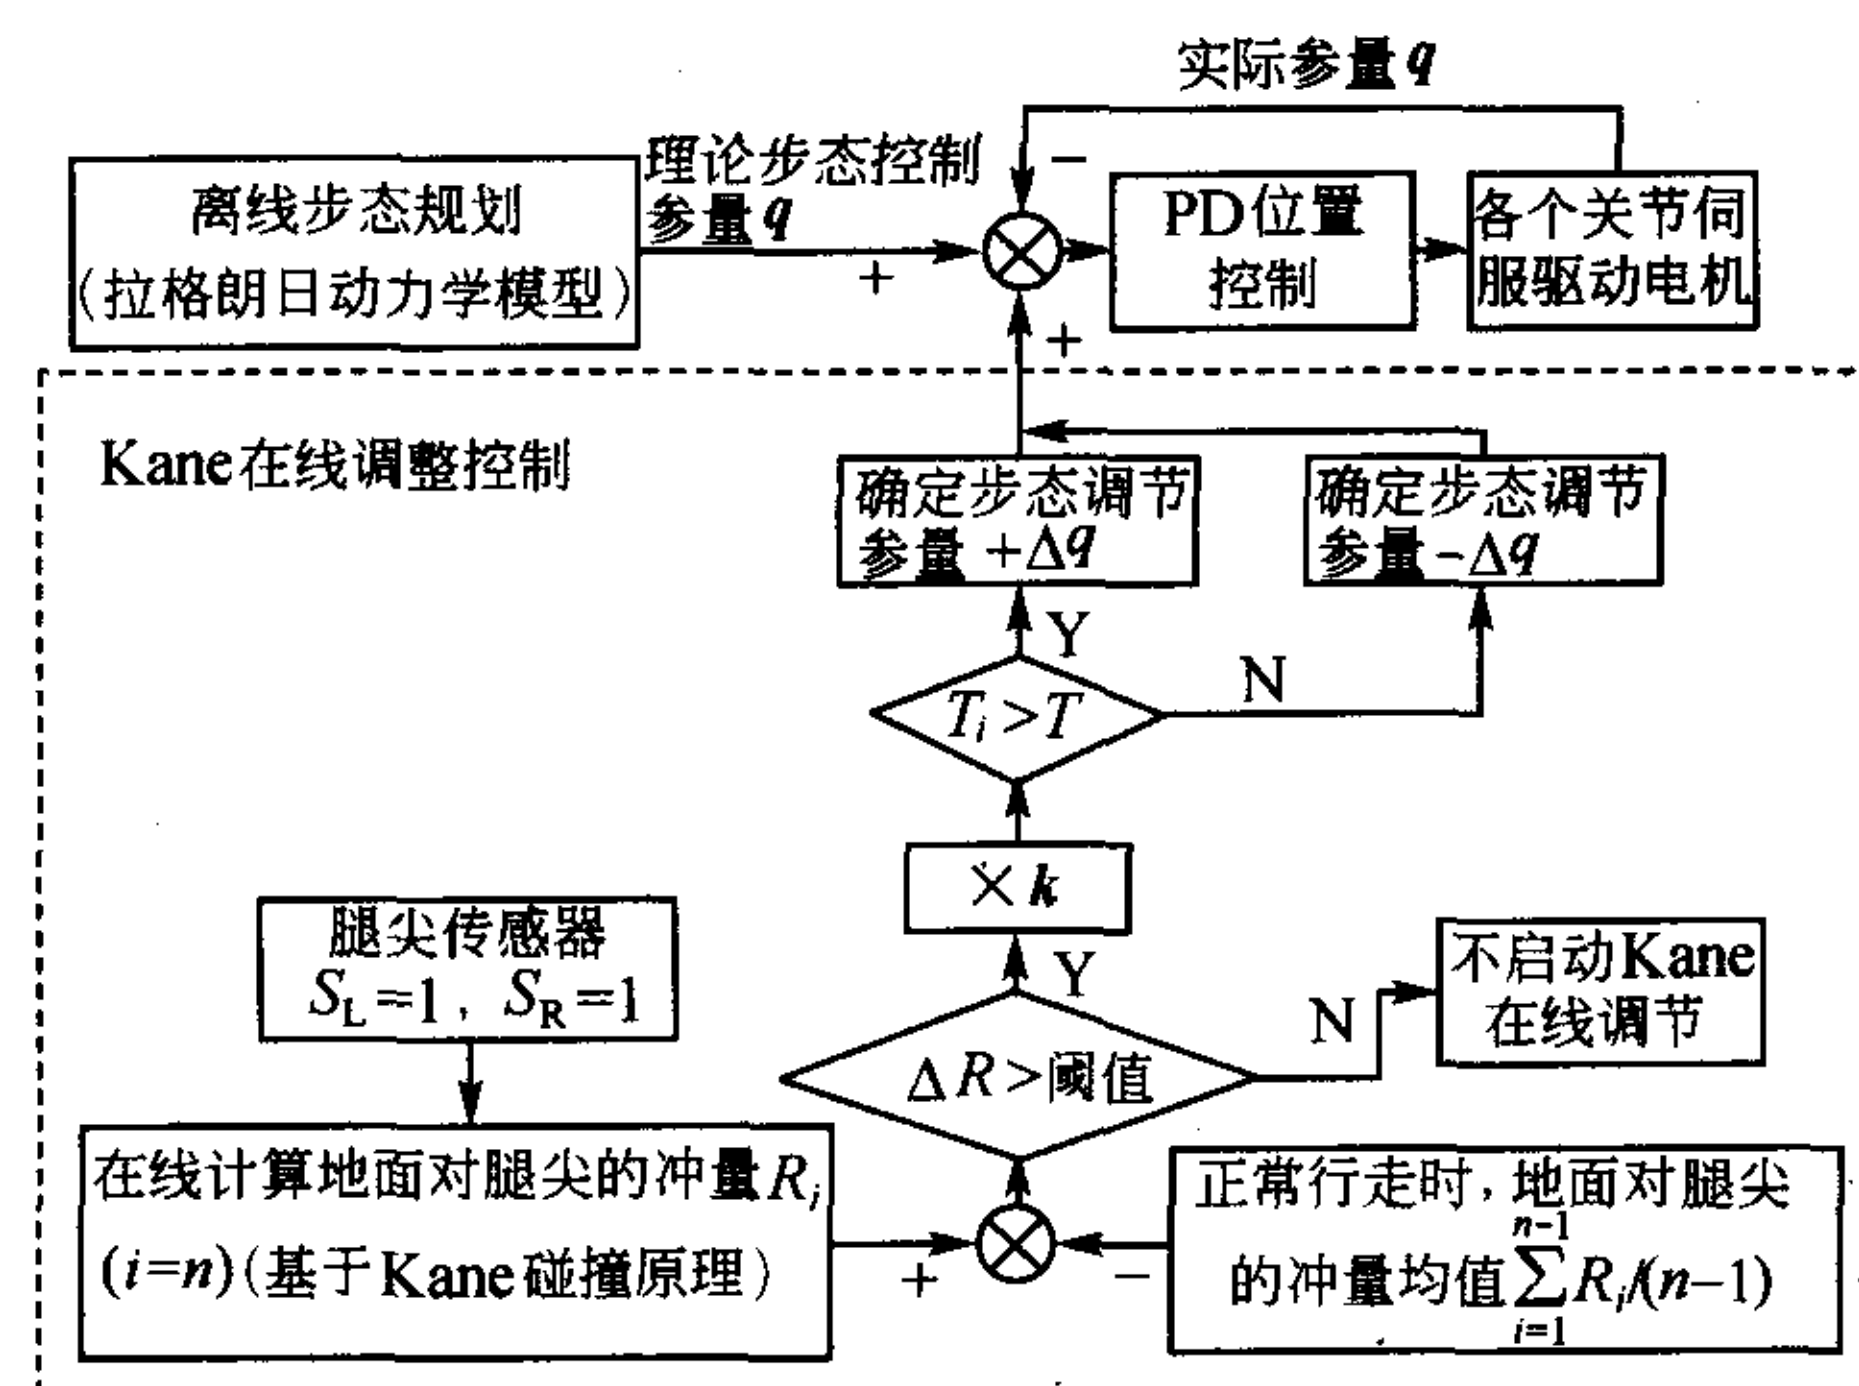 实际参量q
理论步态控制
参量q
离线步态规划
(拉格朗日动力学模型)
−
+
PD位置
控制
各个关节伺
服驱动电机
+
Kane在线调整控制
确定步态调节
参量+Δq
确定步态调节
参量−Δq
Y
N
T_i>T
×k
腿尖传感器
S_L=1, S_R=1
Y
N
不启动Kane
在线调节
ΔR>阈值
在线计算地面对腿尖的冲量R_i
(i=n)(基于Kane碰撞原理)
+
−
正常行走时,地面对腿尖
的冲量均值∑_{i=1}^{n−1}R_i/(n−1)